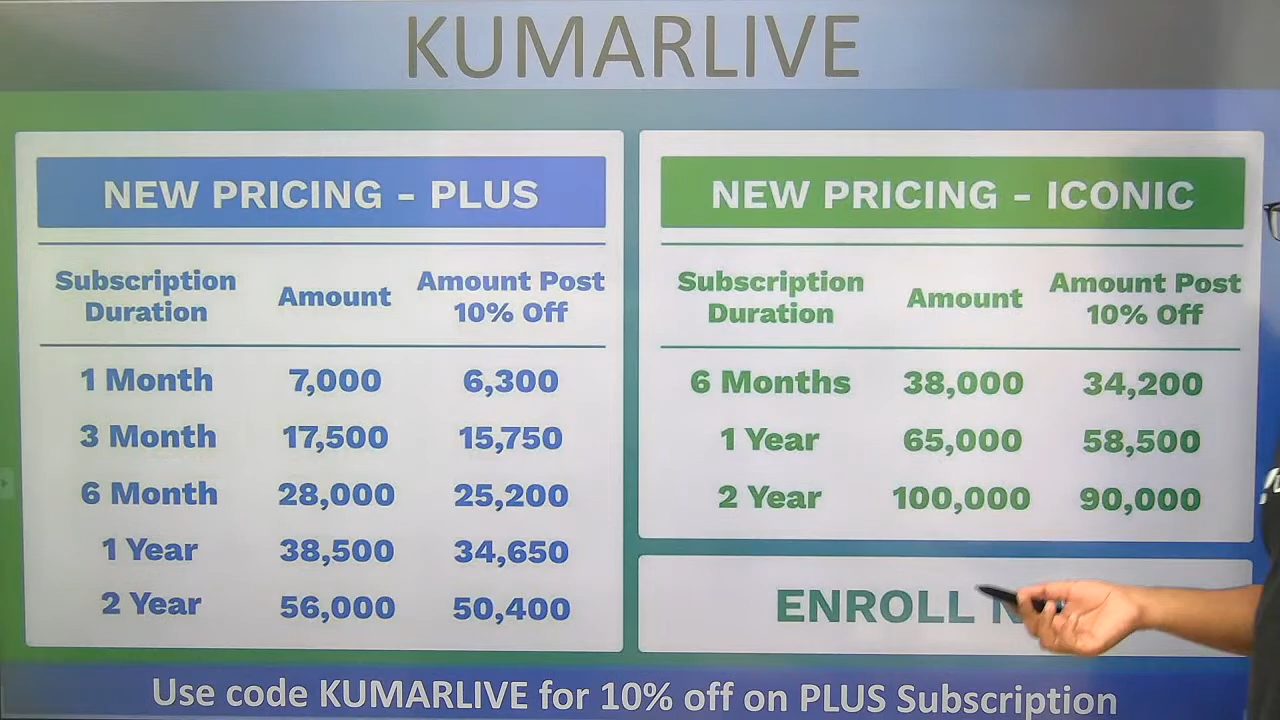 KUMARLIVE
NEW PRICING - PLUS
Subscription Duration Amount Amount Post 10% Off
1 Month 7,000 6,300
3 Month 17,500 15,750
6 Month 28,000 25,200
1 Year 38,500 34,650
2 Year 56,000 50,400
NEW PRICING - ICONIC
Subscription Duration Amount Amount Post 10% Off
6 Months 38,000 34,200
1 Year 65,000 58,500
2 Year 100,000 90,000
ENROLL
Use code KUMARLIVE for 10% off on PLUS Subscription